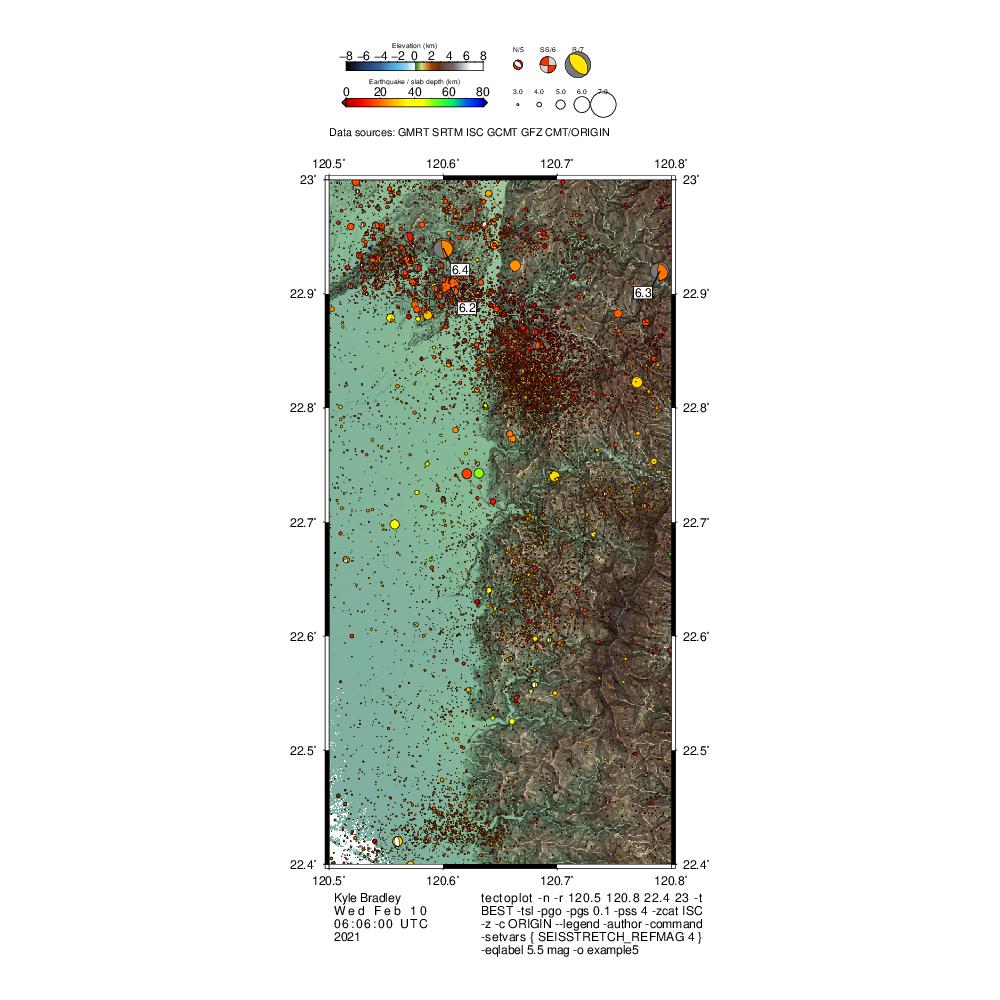 Elevation (km)
−8 −6 −4 −2 0 2 4 6 8
Earthquake / slab depth (km)
0 20 40 60 80
N/5 SS/6 R/7
3.0 4.0 5.0 6.0 7.0
Data sources: GMRT SRTM ISC GCMT GFZ CMT/ORIGIN
120.5˚ 120.6˚ 120.7˚ 120.8˚
23˚ 23˚
6.4
6.3
22.9˚ 22.9˚
6.2
22.8˚ 22.8˚
22.7˚ 22.7˚
22.6˚ 22.6˚
22.5˚ 22.5˚
22.4˚ 22.4˚
120.5˚ 120.6˚ 120.7˚ 120.8˚
Kyle Bradley
Wed Feb 10
06:06:00 UTC
2021
tectoplot -n -r 120.5 120.8 22.4 23 -t
BEST -tsl -pgo -pgs 0.1 -pss 4 -zcat ISC
-z -c ORIGIN --legend -author -command
-setvars { SEISSTRETCH_REFMAG 4 }
-eqlabel 5.5 mag -o example5